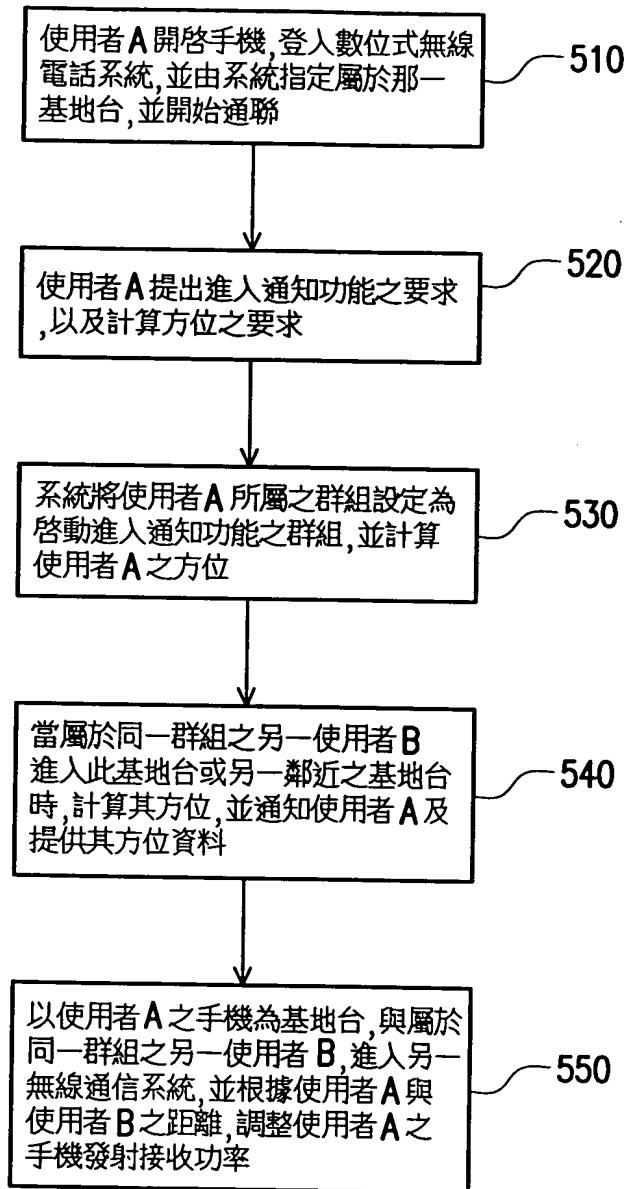 使用者A開啓手機,登入數位式無線
電話系統,並由系統指定屬於那一
基地台,並開始通聯
510
使用者A提出進入通知功能之要求
,以及計算方位之要求
520
系統將使用者A所屬之群組設定為
啓動進入通知功能之群組,並計算
使用者A之方位
530
當屬於同一群組之另一使用者B
進入此基地台或另一鄰近之基地台
時,計算其方位,並通知使用者A及
提供其方位資料
540
以使用者A之手機為基地台,與屬於
同一群組之另一使用者B,進入另一
無線通信系統,並根據使用者A與
使用者B之距離,調整使用者A之
手機發射接收功率
550